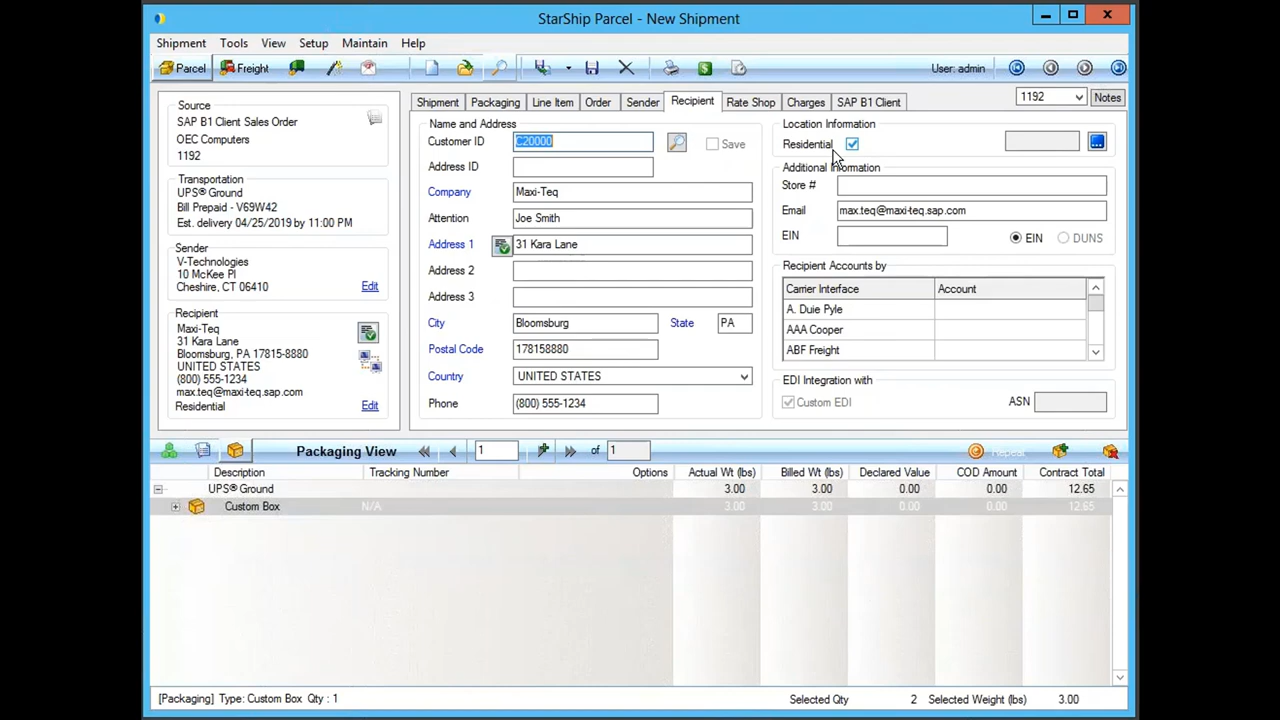 StarShip Parcel - New Shipment
Shipment Tools View Setup Maintain Help
Parcel Freight User: admin
Source
SAP B1 Client Sales Order
OEC Computers
1192
Transportation
UPS® Ground
Bill Prepaid - V69W42
Est. delivery 04/25/2019 by 11:00 PM
Sender
V-Technologies
10 McKee Pl
Cheshire, CT 06410
Edit
Recipient
Maxi-Teq
31 Kara Lane
Bloomsburg, PA 17815-8880
UNITED STATES
(800) 555-1234
max.teq@maxi-teq.sap.com
Residential
Edit
Shipment Packaging Line Item Order Sender Recipient Rate Shop Charges SAP B1 Client 1192 Notes
Name and Address
Customer ID C20000 Save
Address ID
Company Maxi-Teq
Attention Joe Smith
Address 1 31 Kara Lane
Address 2
Address 3
City Bloomsburg State PA
Postal Code 178158880
Country UNITED STATES
Phone (800) 555-1234
Location Information
Residential
Additional Information
Store #
Email max.teq@maxi-teq.sap.com
EIN EIN DUNS
Recipient Accounts by
Carrier Interface Account
A. Duie Pyle
AAA Cooper
ABF Freight
EDI Integration with
Custom EDI ASN
Packaging View 1 of 1 Repeat
Description Tracking Number Options Actual Wt (lbs) Billed Wt (lbs) Declared Value COD Amount Contract Total
UPS® Ground 3.00 3.00 0.00 0.00 12.65
Custom Box N/A 3.00 3.00 0.00 0.00 12.65
[Packaging] Type: Custom Box Qty : 1 Selected Qty 2 Selected Weight (lbs) 3.00